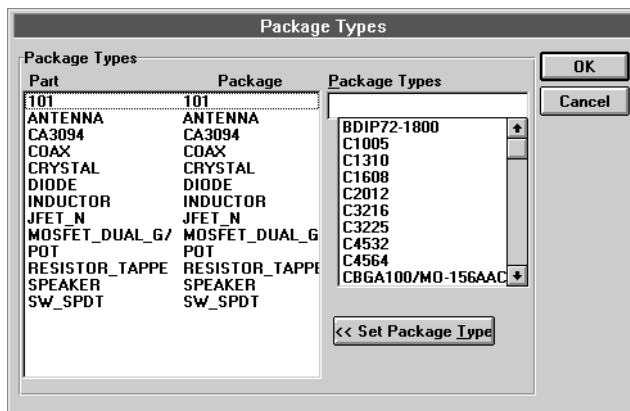 Package Types
Package Types
Part Package
101 101
ANTENNA ANTENNA
CA3094 CA3094
COAX COAX
CRYSTAL CRYSTAL
DIODE DIODE
INDUCTOR INDUCTOR
JFET_N JFET_N
MOSFET_DUAL_G/ MOSFET_DUAL_G
POT POT
RESISTOR_TAPPE RESISTOR_TAPPE
SPEAKER SPEAKER
SW_SPDT SW_SPDT
Package Types
BDIP72-1800
C1005
C1310
C1608
C2012
C3216
C3225
C4532
C4564
CBGA100/MO-156AAC
<< Set Package Type
OK
Cancel